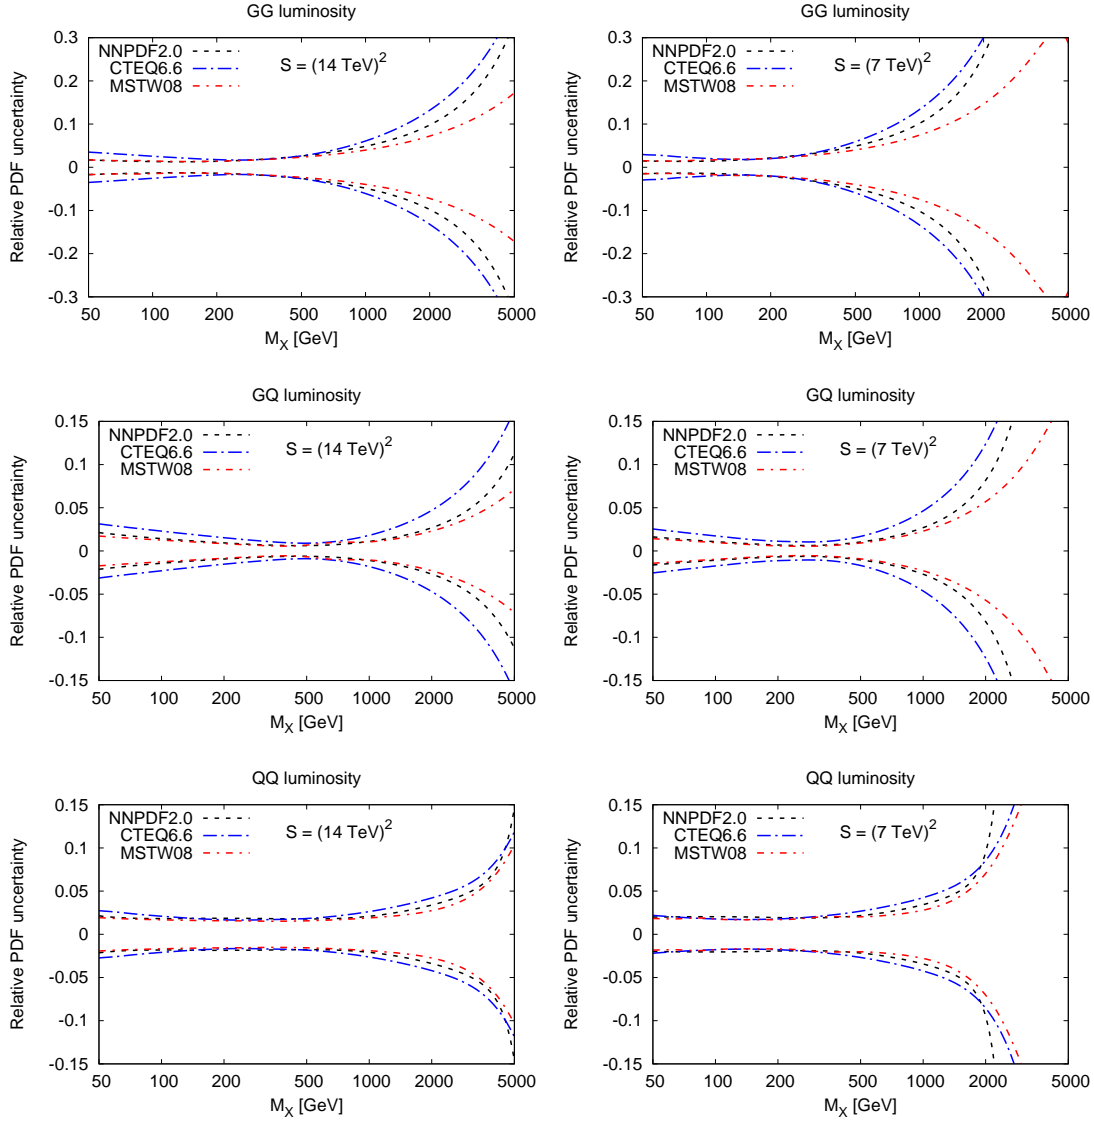 GG luminosity
0.3
0.2
0.1
0
-0.1
-0.2
-0.3
Relative PDF uncertainty
NNPDF2.0
CTEQ6.6
MSTW08
S = (14 TeV)^2
50 100 200 500 1000 2000 5000
M_X [GeV]
GG luminosity
0.3
0.2
0.1
0
-0.1
-0.2
-0.3
Relative PDF uncertainty
NNPDF2.0
CTEQ6.6
MSTW08
S = (7 TeV)^2
50 100 200 500 1000 2000 5000
M_X [GeV]
GQ luminosity
0.15
0.1
0.05
0
-0.05
-0.1
-0.15
Relative PDF uncertainty
NNPDF2.0
CTEQ6.6
MSTW08
S = (14 TeV)^2
50 100 200 500 1000 2000 5000
M_X [GeV]
GQ luminosity
0.15
0.1
0.05
0
-0.05
-0.1
-0.15
Relative PDF uncertainty
NNPDF2.0
CTEQ6.6
MSTW08
S = (7 TeV)^2
50 100 200 500 1000 2000 5000
M_X [GeV]
QQ luminosity
0.15
0.1
0.05
0
-0.05
-0.1
-0.15
Relative PDF uncertainty
NNPDF2.0
CTEQ6.6
MSTW08
S = (14 TeV)^2
50 100 200 500 1000 2000 5000
M_X [GeV]
QQ luminosity
0.15
0.1
0.05
0
-0.05
-0.1
-0.15
Relative PDF uncertainty
NNPDF2.0
CTEQ6.6
MSTW08
S = (7 TeV)^2
50 100 200 500 1000 2000 5000
M_X [GeV]